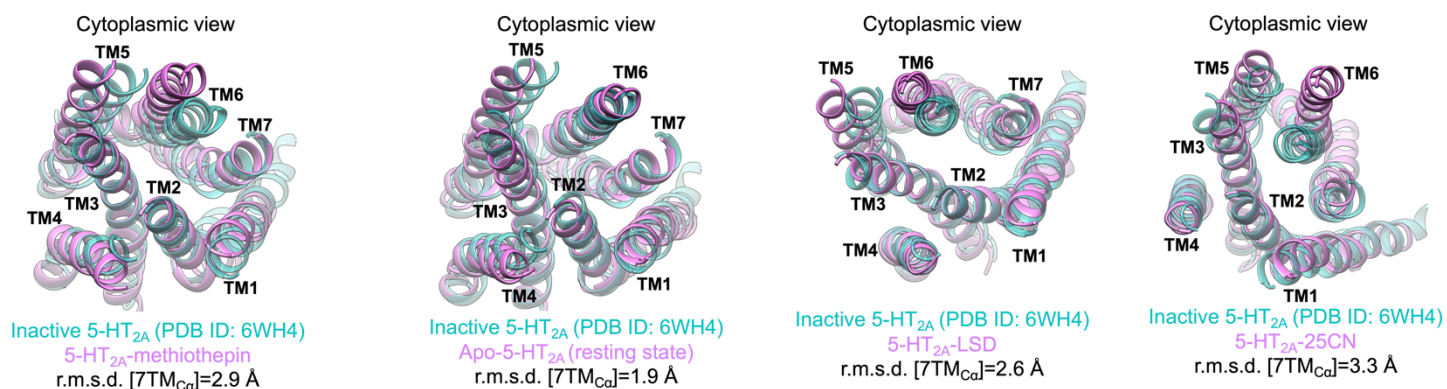 Cytoplasmic view
TM5
TM6
TM7
TM2
TM3
TM4
TM1
Inactive 5-HT2A (PDB ID: 6WH4)
5-HT2A-methiothepin
r.m.s.d. [7TMCα]=2.9 Å
Cytoplasmic view
TM5
TM6
TM7
TM2
TM3
TM4
TM1
Inactive 5-HT2A (PDB ID: 6WH4)
Apo-5-HT2A (resting state)
r.m.s.d. [7TMCα]=1.9 Å
Cytoplasmic view
TM5
TM6
TM7
TM2
TM3
TM4
TM1
Inactive 5-HT2A (PDB ID: 6WH4)
5-HT2A-LSD
r.m.s.d. [7TMCα]=2.6 Å
Cytoplasmic view
TM5
TM6
TM3
TM2
TM4
TM1
Inactive 5-HT2A (PDB ID: 6WH4)
5-HT2A-25CN
r.m.s.d. [7TMCα]=3.3 Å